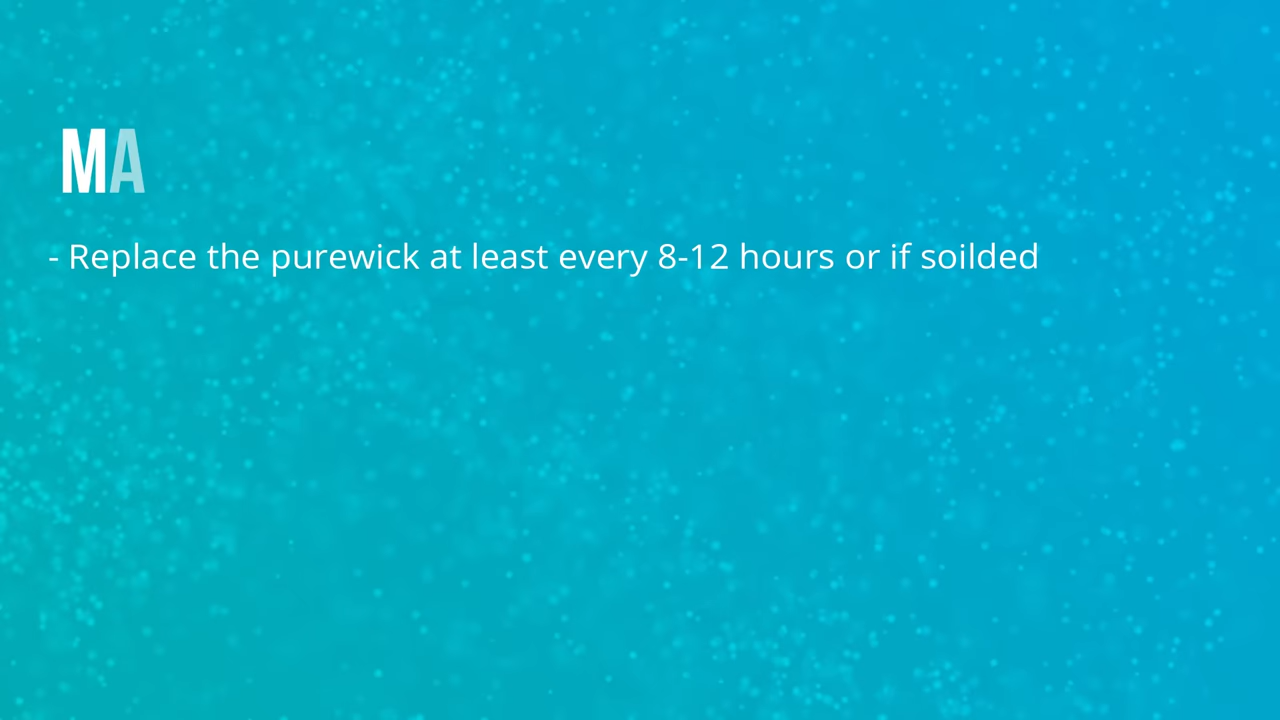 MA
- Replace the purewick at least every 8-12 hours or if soilded